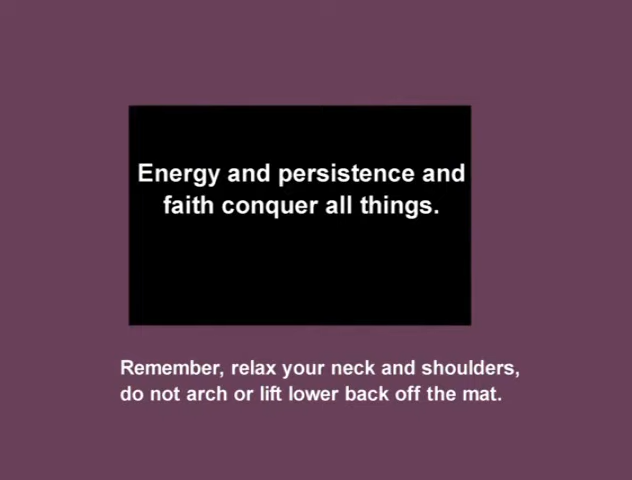 Energy and persistence and
faith conquer all things.
Remember, relax your neck and shoulders,
do not arch or lift lower back off the mat.